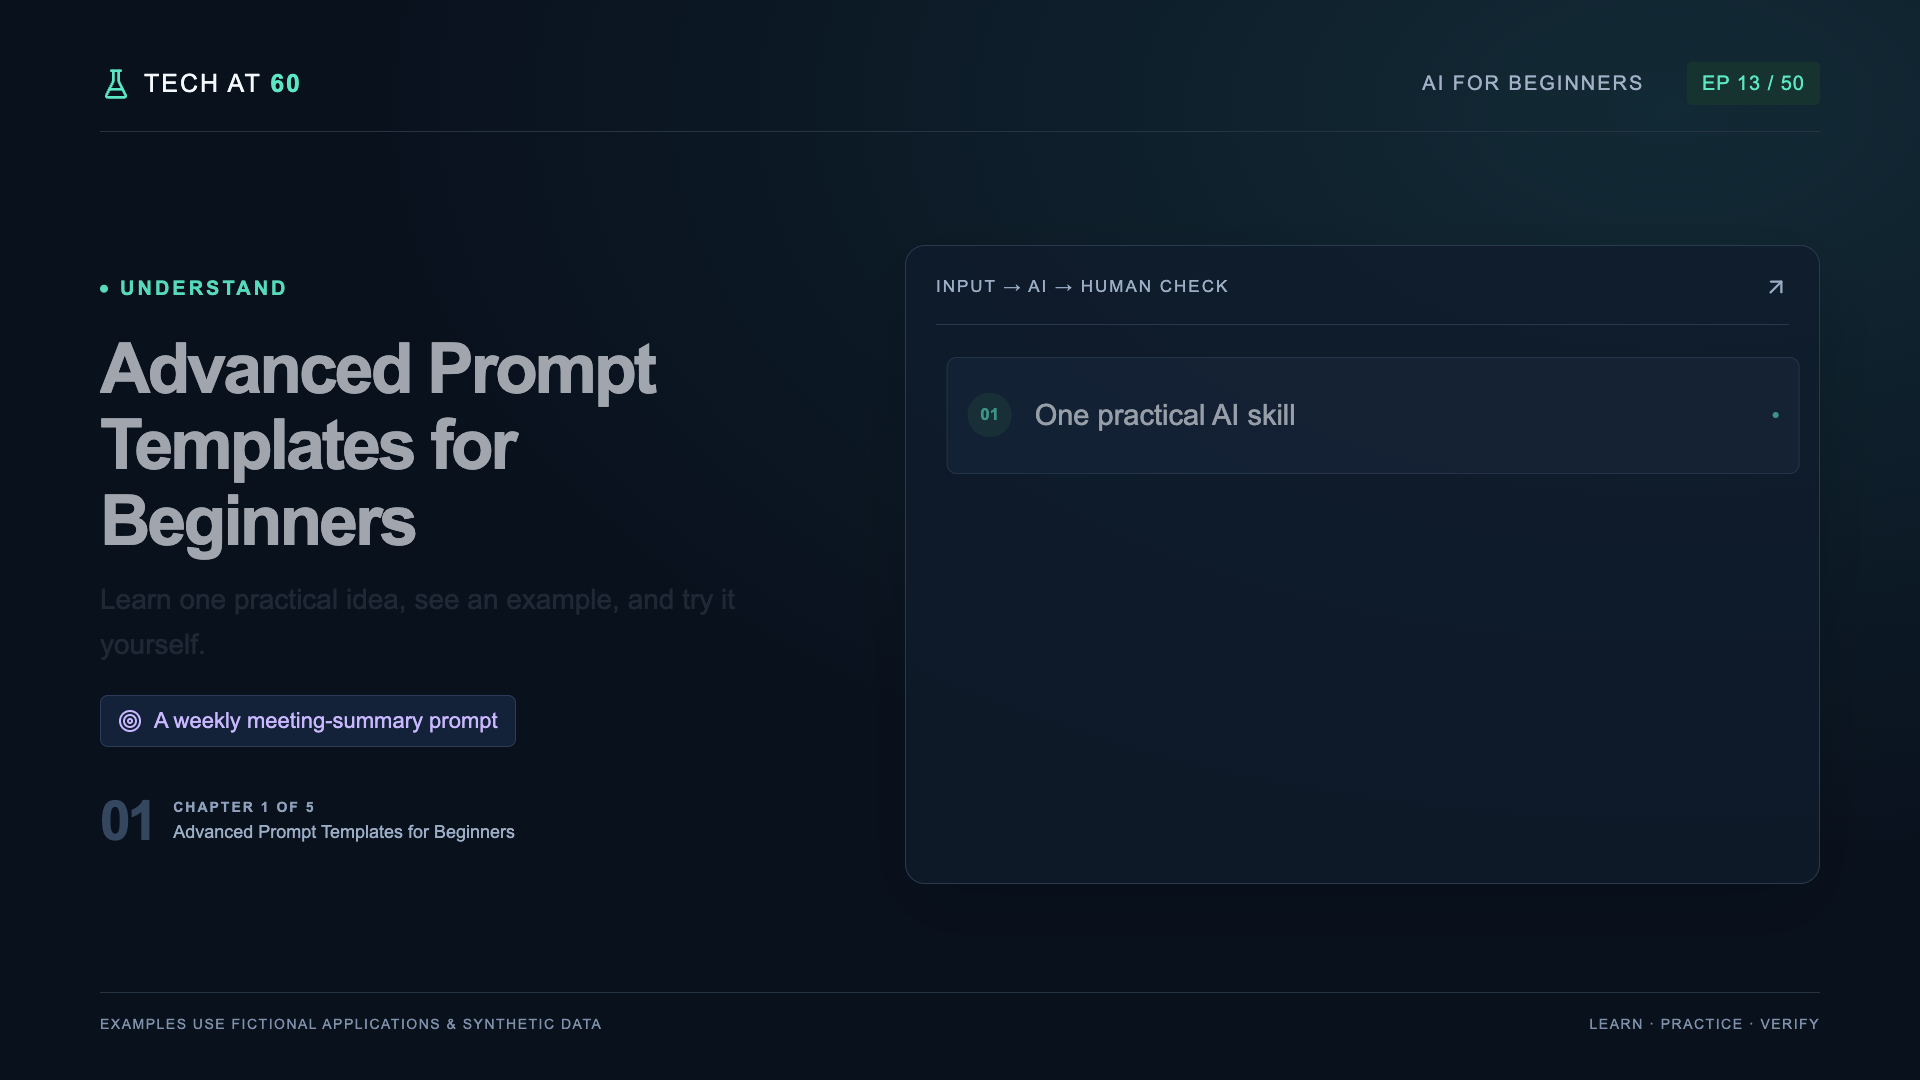 TECH AT 60
AI FOR BEGINNERS
EP 13 / 50
• UNDERSTAND
Advanced Prompt
Templates for
Beginners
Learn one practical idea, see an example, and try it
yourself.
A weekly meeting-summary prompt
01
CHAPTER 1 OF 5
Advanced Prompt Templates for Beginners
INPUT → AI → HUMAN CHECK
01
One practical AI skill
EXAMPLES USE FICTIONAL APPLICATIONS & SYNTHETIC DATA
LEARN · PRACTICE · VERIFY